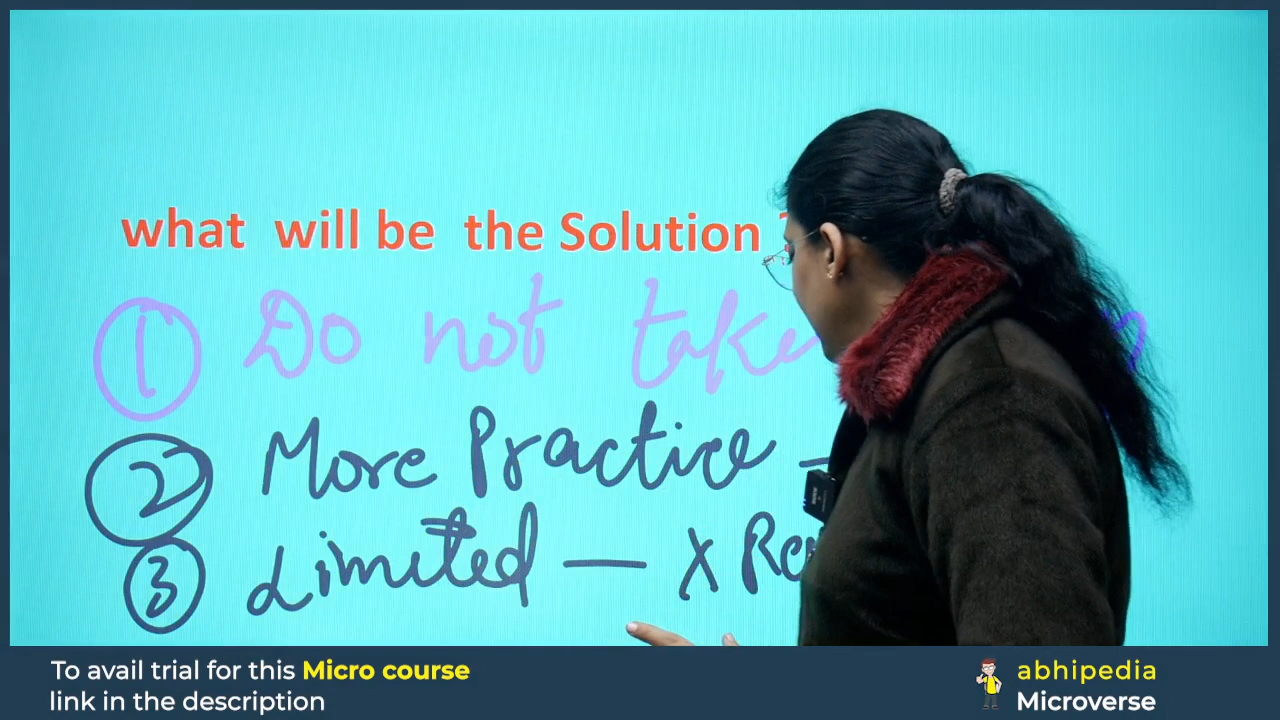 what will be the Solution
1 Do not take
2 More Practice —
3 Limited — X
To avail trial for this Micro course
link in the description
abhipedia
Microverse